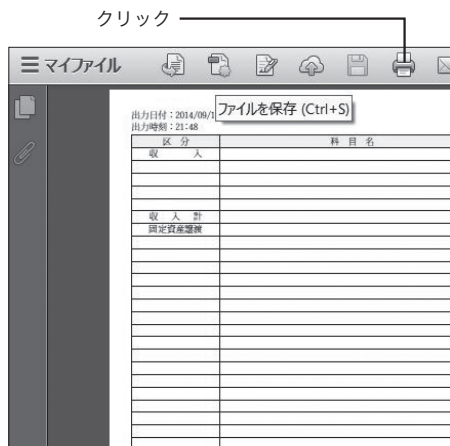 クリック
マイファイル
出力日付：2014/09/1
ファイルを保存 (Ctrl+S)
出力時刻：21:48
区 分
科 目 名
収 入
収 入 計
固定資産譲渡